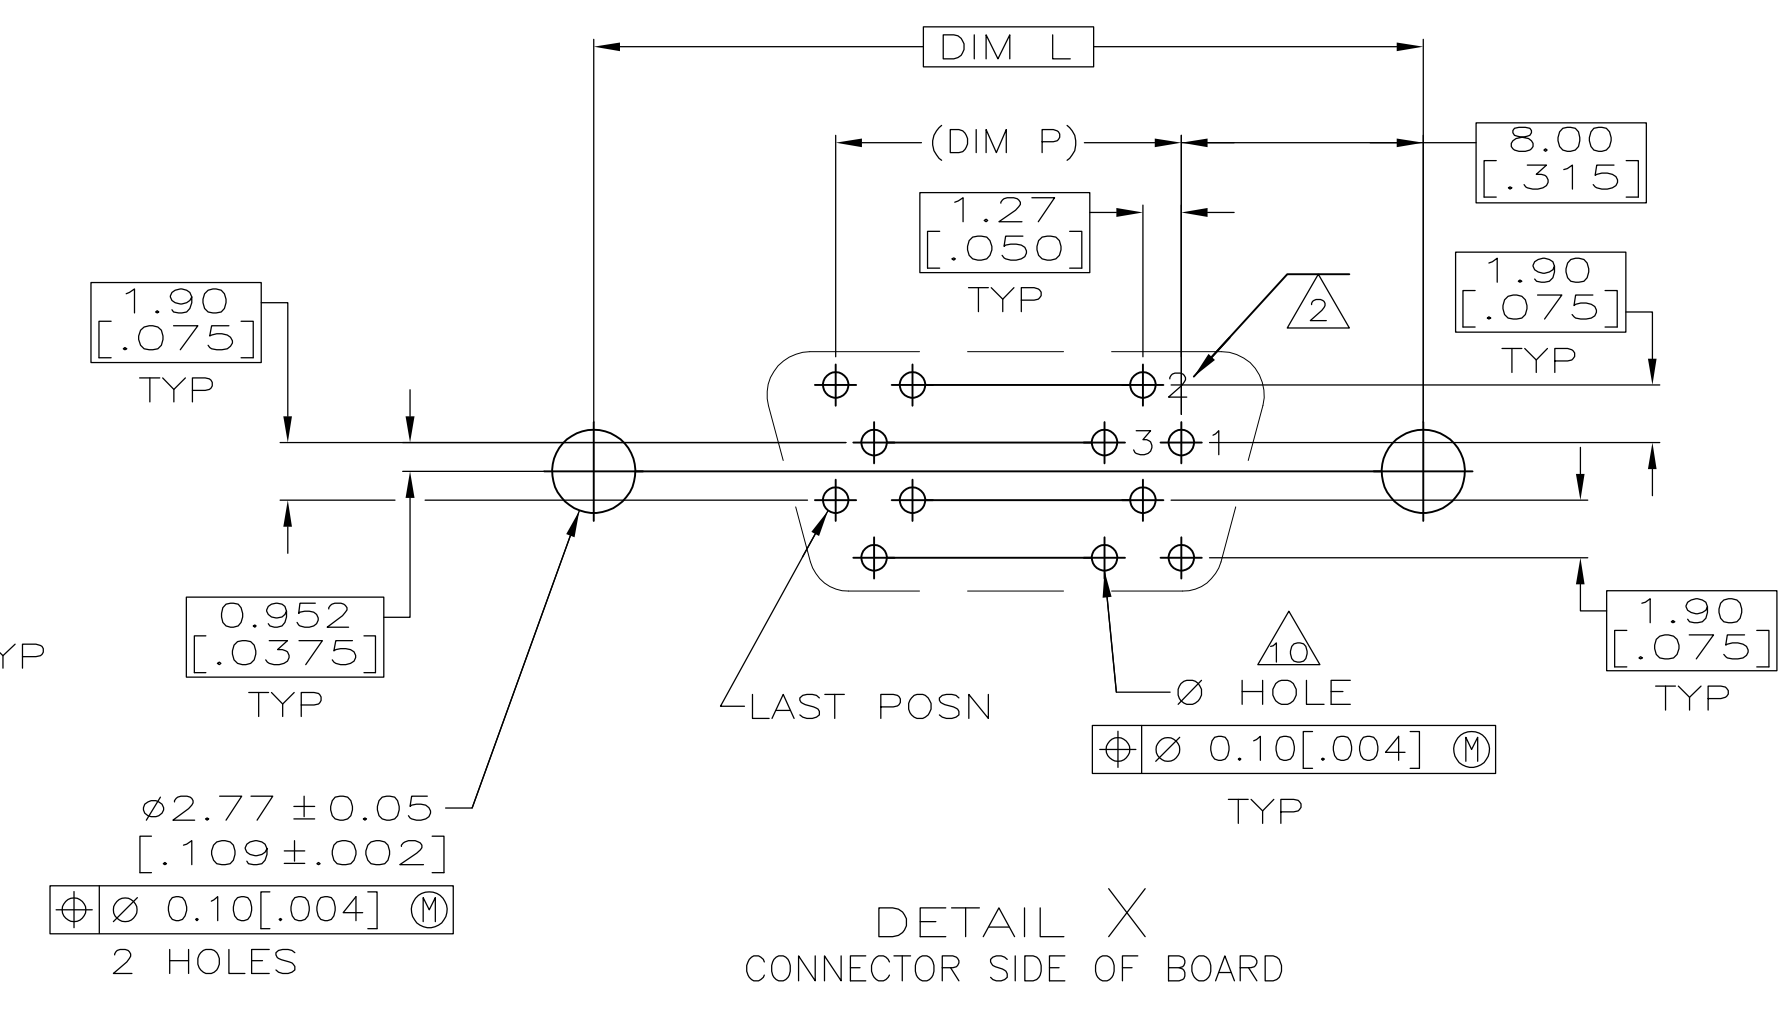 DIM L
(DIM P)
8.00
[.315]
1.27
[.050]
TYP
1.90
[.075]
TYP
2
1.90
[.075]
TYP
2
3
1
0.952
[.0375]
TYP
YP
LAST POSN
10
Ø HOLE
⌖ Ø 0.10[.004] Ⓜ
TYP
1.90
[.075]
TYP
Ø2.77 ±0.05
[.109±.002]
⌖ Ø 0.10[.004] Ⓜ
2 HOLES
DETAIL X
CONNECTOR SIDE OF BOARD